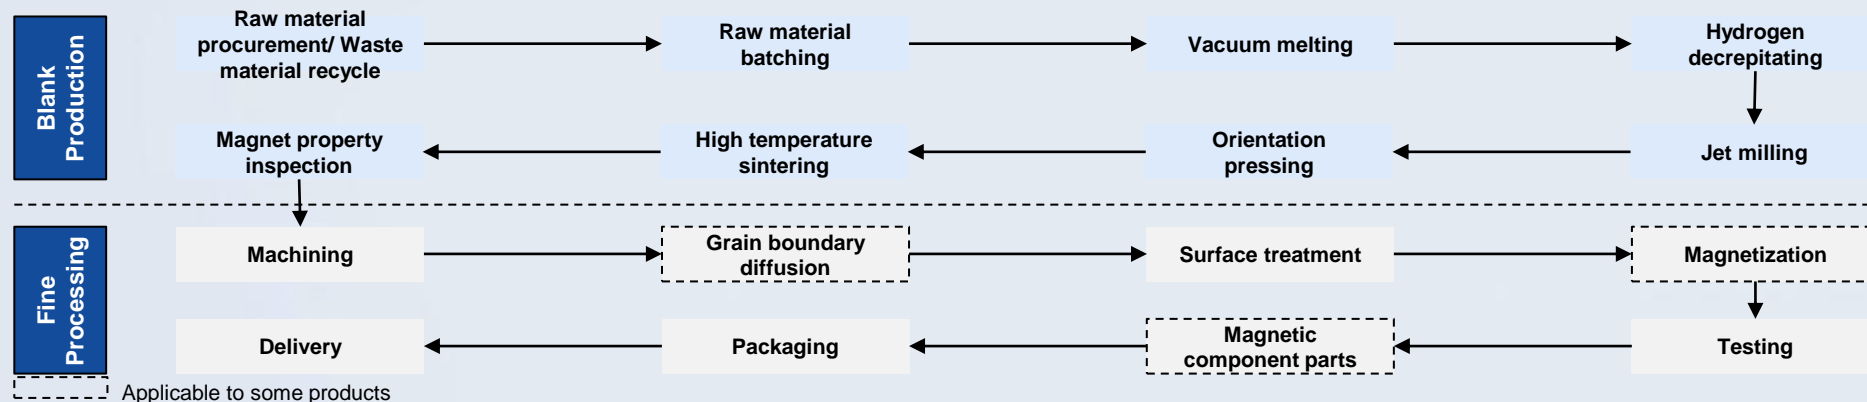 Blank
Production
Raw material
procurement/ Waste
material recycle
Raw material
batching
Vacuum melting
Hydrogen
decrepitating
Magnet property
inspection
High temperature
sintering
Orientation
pressing
Jet milling
Fine
Processing
Machining
Grain boundary
diffusion
Surface treatment
Magnetization
Delivery
Packaging
Magnetic
component parts
Testing
Applicable to some products